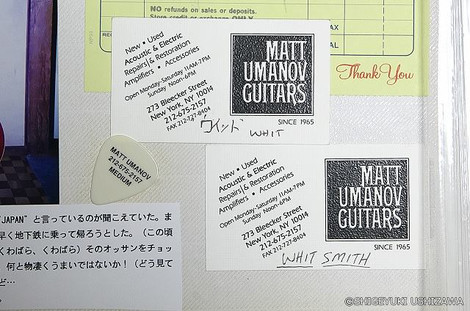 NO refunds on sales or deposits.
Store credit or exchange ONLY.
TAX
RECEIVED BY
TOTAL
Thank You
New • Used
Acoustic & Electric
Repairs & Restoration
Amplifiers • Accessories
Open Monday-Saturday, 11AM-7PM
Sunday Noon-6PM
273 Bleecker Street
New York, NY 10014
212-675-2157
FAX 212-727-8404
MATT
UMANOV
GUITARS
SINCE 1965
ワイッド WHIT
MATT UMANOV
212-675-2157
MEDIUM
New • Used
Acoustic & Electric
Repairs & Restoration
Amplifiers • Accessories
Open Monday-Saturday, 11AM-7PM
Sunday Noon-6PM
273 Bleecker Street
New York, NY 10014
212-675-2157
FAX 212-727-8404
MATT
UMANOV
GUITARS
SINCE 1965
WHIT SMITH
JAPAN" と言っているのが聞こえていた。ま
早く地下鉄に乗って帰ろうとした。（この頃
くわばら、くわばら）そのオッサンをチョッ
何と物凄くうまいではないか！（どう見て
ど…
©SHIGEYUKI USHIZAWA